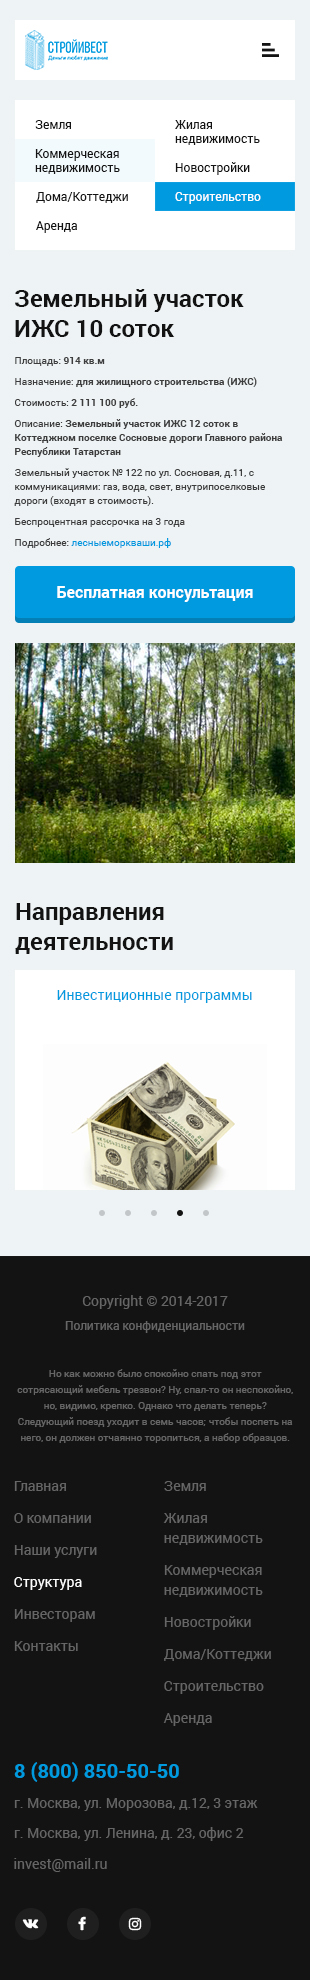 СТРОЙИНВЕСТ
Деньги любят движение
Земля
Коммерческая
недвижимость
Дома/Коттеджи
Аренда
Жилая
недвижимость
Новостройки
Строительство
Земельный участок
ИЖС 10 соток
Площадь: 914 кв.м
Назначение: для жилищного строительства (ИЖС)
Стоимость: 2 111 100 руб.
Описание: Земельный участок ИЖС 12 соток в
Коттеджном поселке Сосновые дороги Главного района
Республики Татарстан
Земельный участок № 122 по ул. Сосновая, д.11, с
коммуникациями: газ, вода, свет, внутрипоселковые
дороги (входят в стоимость).
Беспроцентная рассрочка на 3 года
Подробнее: лесныеморкваши.рф
Бесплатная консультация
Направления
деятельности
Инвестиционные программы
Copyright © 2014-2017
Политика конфиденциальности
Но как можно было спокойно спать под этот
сотрясающий мебель трезвон? Ну, спал-то он неспокойно,
но, видимо, крепко. Однако что делать теперь?
Следующий поезд уходит в семь часов; чтобы поспеть на
него, он должен отчаянно торопиться, а набор образцов.
Главная
О компании
Наши услуги
Структура
Инвесторам
Контакты
Земля
Жилая
недвижимость
Коммерческая
недвижимость
Новостройки
Дома/Коттеджи
Строительство
Аренда
8 (800) 850-50-50
г. Москва, ул. Морозова, д.12, 3 этаж
г. Москва, ул. Ленина, д. 23, офис 2
invest@mail.ru